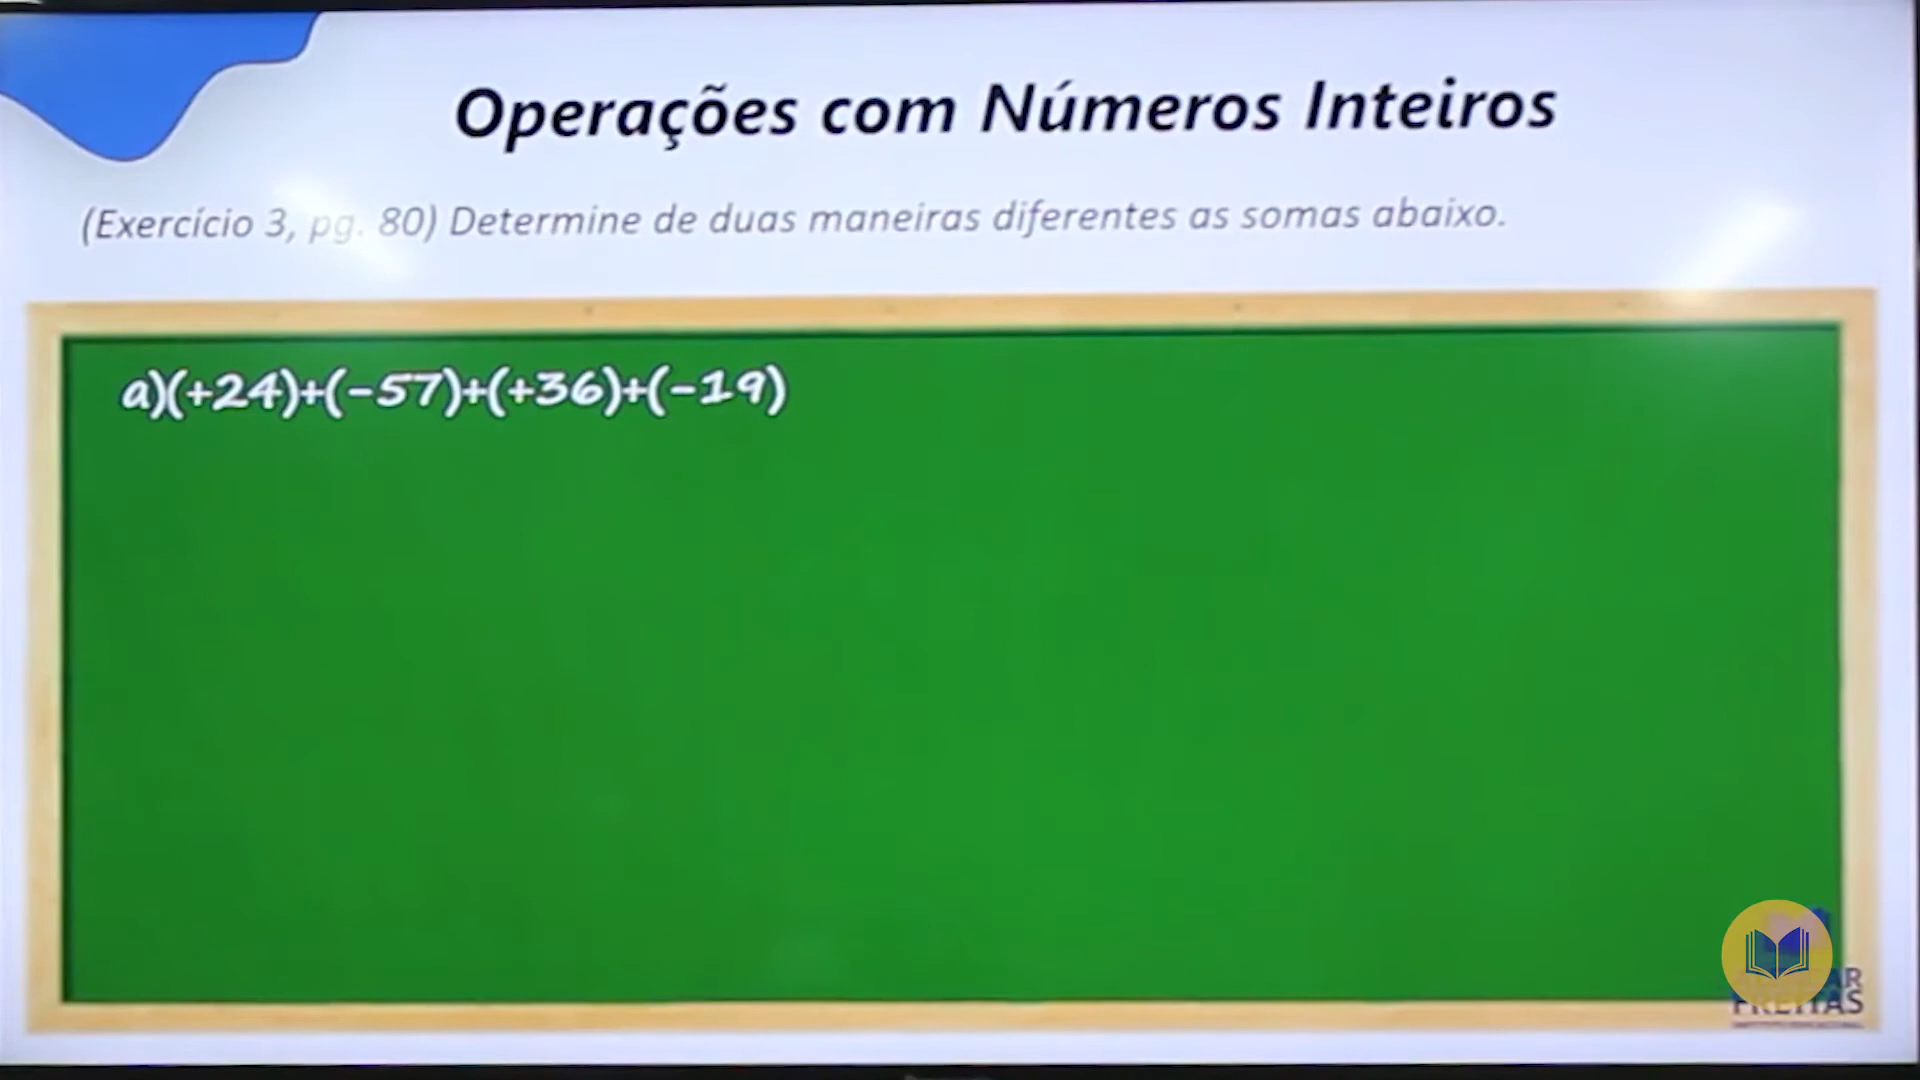 Operações com Números Inteiros
(Exercício 3, pg. 80) Determine de duas maneiras diferentes as somas abaixo.
a)(+24)+(-57)+(+36)+(-19)
FREITAS